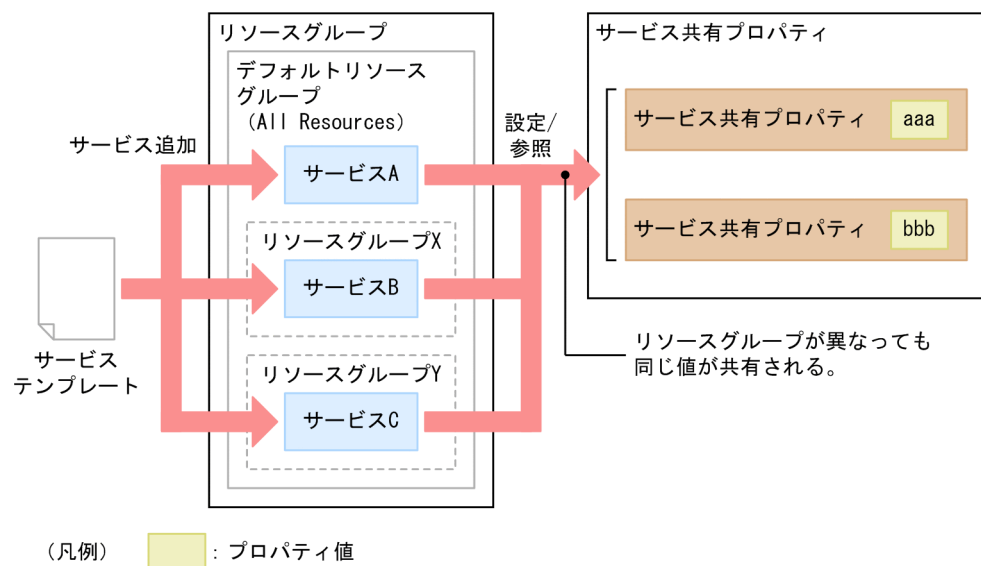 リソースグループ
デフォルトリソース
グループ
（All Resources）
サービス追加
サービスA
リソースグループX
サービスB
リソースグループY
サービスC
サービス
テンプレート
設定/
参照
サービス共有プロパティ
サービス共有プロパティ aaa
サービス共有プロパティ bbb
リソースグループが異なっても
同じ値が共有される。
（凡例） ：プロパティ値